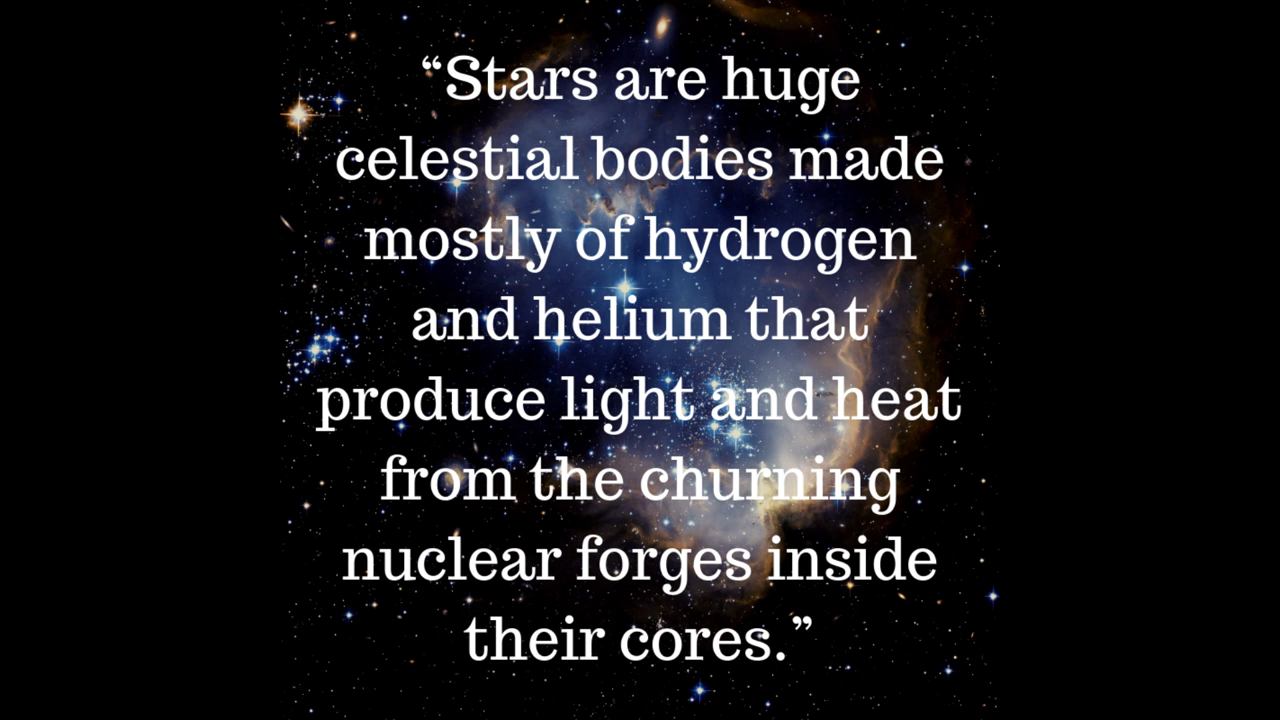 “Stars are huge
celestial bodies made
mostly of hydrogen
and helium that
produce light and heat
from the churning
nuclear forges inside
their cores.”